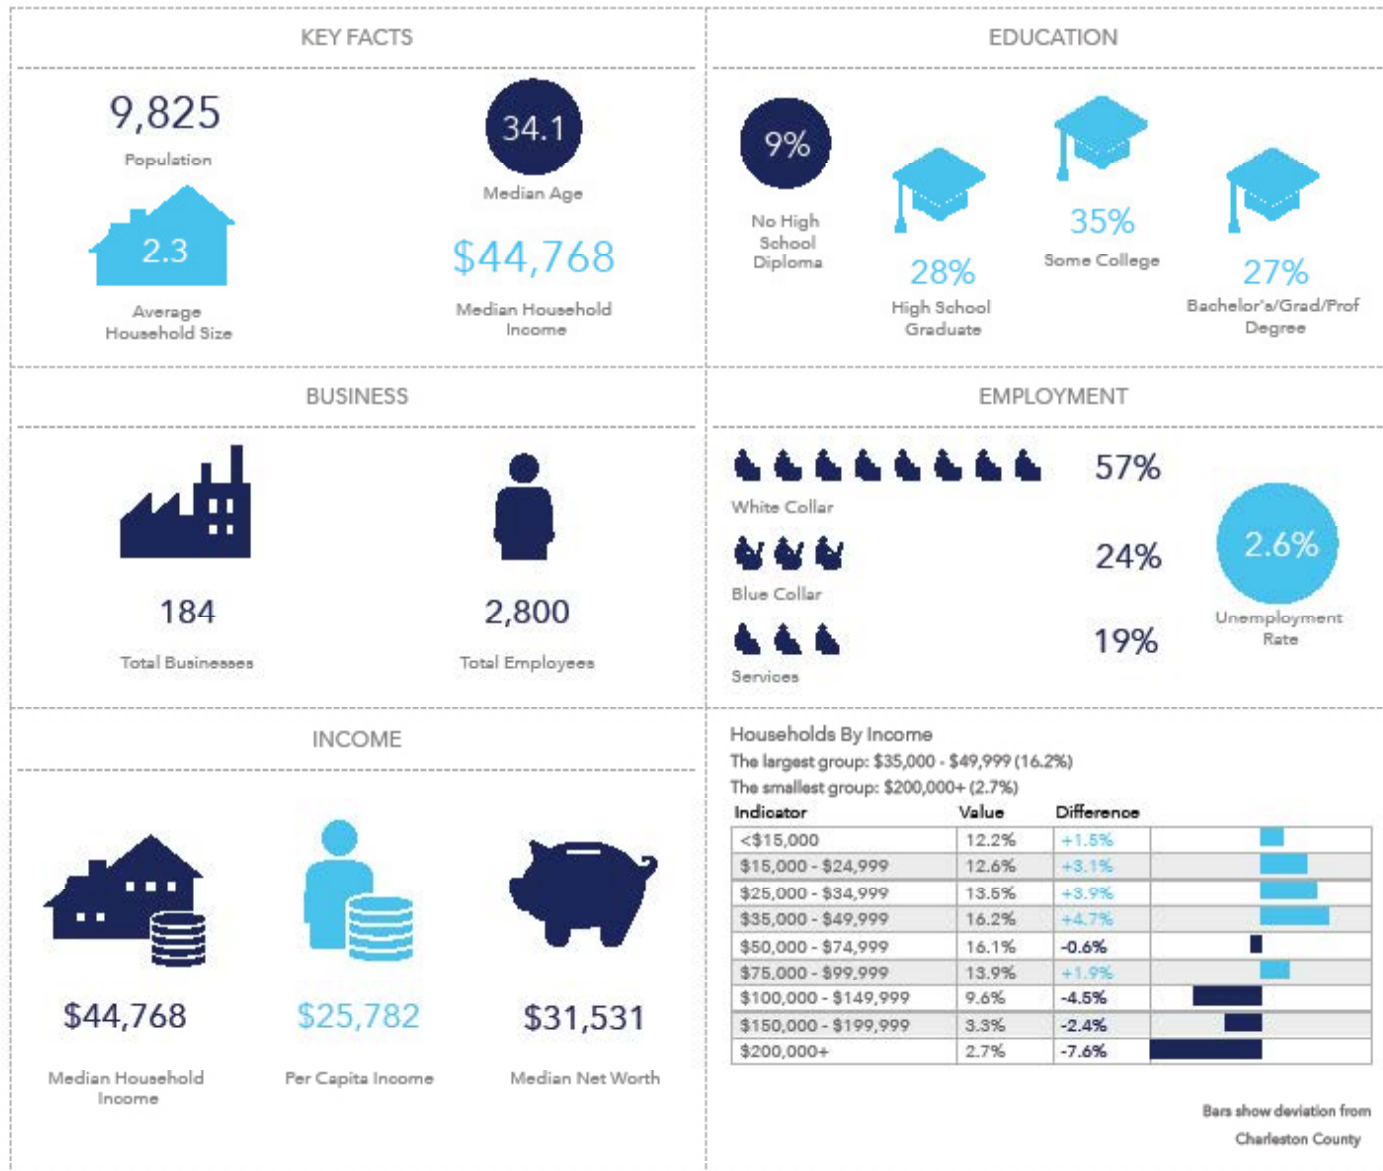 KEY FACTS
9,825
Population
34.1
Median Age
2.3
Average
Household Size
$44,768
Median Household
Income
EDUCATION
9%
No High
School
Diploma
28%
High School
Graduate
35%
Some College
27%
Bachelor's/Grad/Prof
Degree
BUSINESS
184
Total Businesses
2,800
Total Employees
EMPLOYMENT
57%
White Collar
24%
Blue Collar
19%
Services
2.6%
Unemployment
Rate
INCOME
$44,768
Median Household
Income
$25,782
Per Capita Income
$31,531
Median Net Worth
Households By Income
The largest group: $35,000 - $49,999 (16.2%)
The smallest group: $200,000+ (2.7%)
Indicator Value Difference
<$15,000 12.2% +1.5%
$15,000 - $24,999 12.6% +3.1%
$25,000 - $34,999 13.5% +3.9%
$35,000 - $49,999 16.2% +4.7%
$50,000 - $74,999 16.1% -0.6%
$75,000 - $99,999 13.9% +1.9%
$100,000 - $149,999 9.6% -4.5%
$150,000 - $199,999 3.3% -2.4%
$200,000+ 2.7% -7.6%
Bars show deviation from
Charleston County